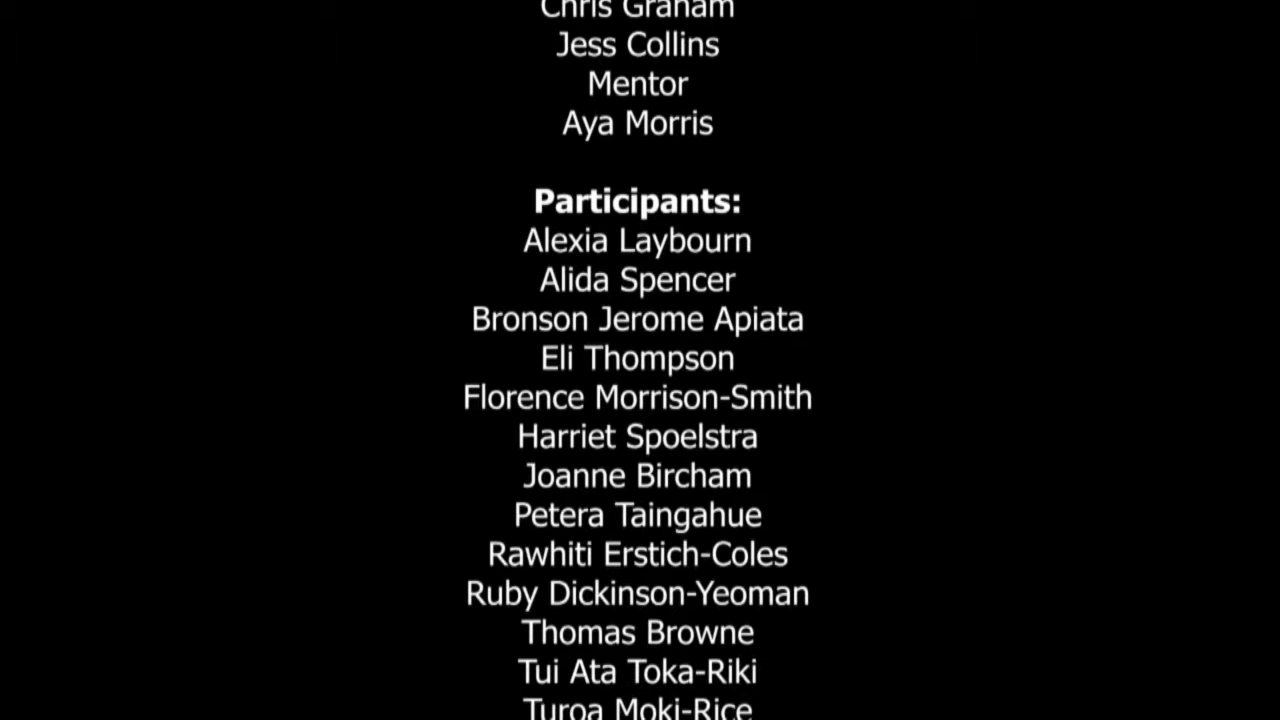 Chris Graham
Jess Collins
Mentor
Aya Morris
Participants:
Alexia Laybourn
Alida Spencer
Bronson Jerome Apiata
Eli Thompson
Florence Morrison-Smith
Harriet Spoelstra
Joanne Bircham
Petera Taingahue
Rawhiti Erstich-Coles
Ruby Dickinson-Yeoman
Thomas Browne
Tui Ata Toka-Riki
Turoa Moki-Rice